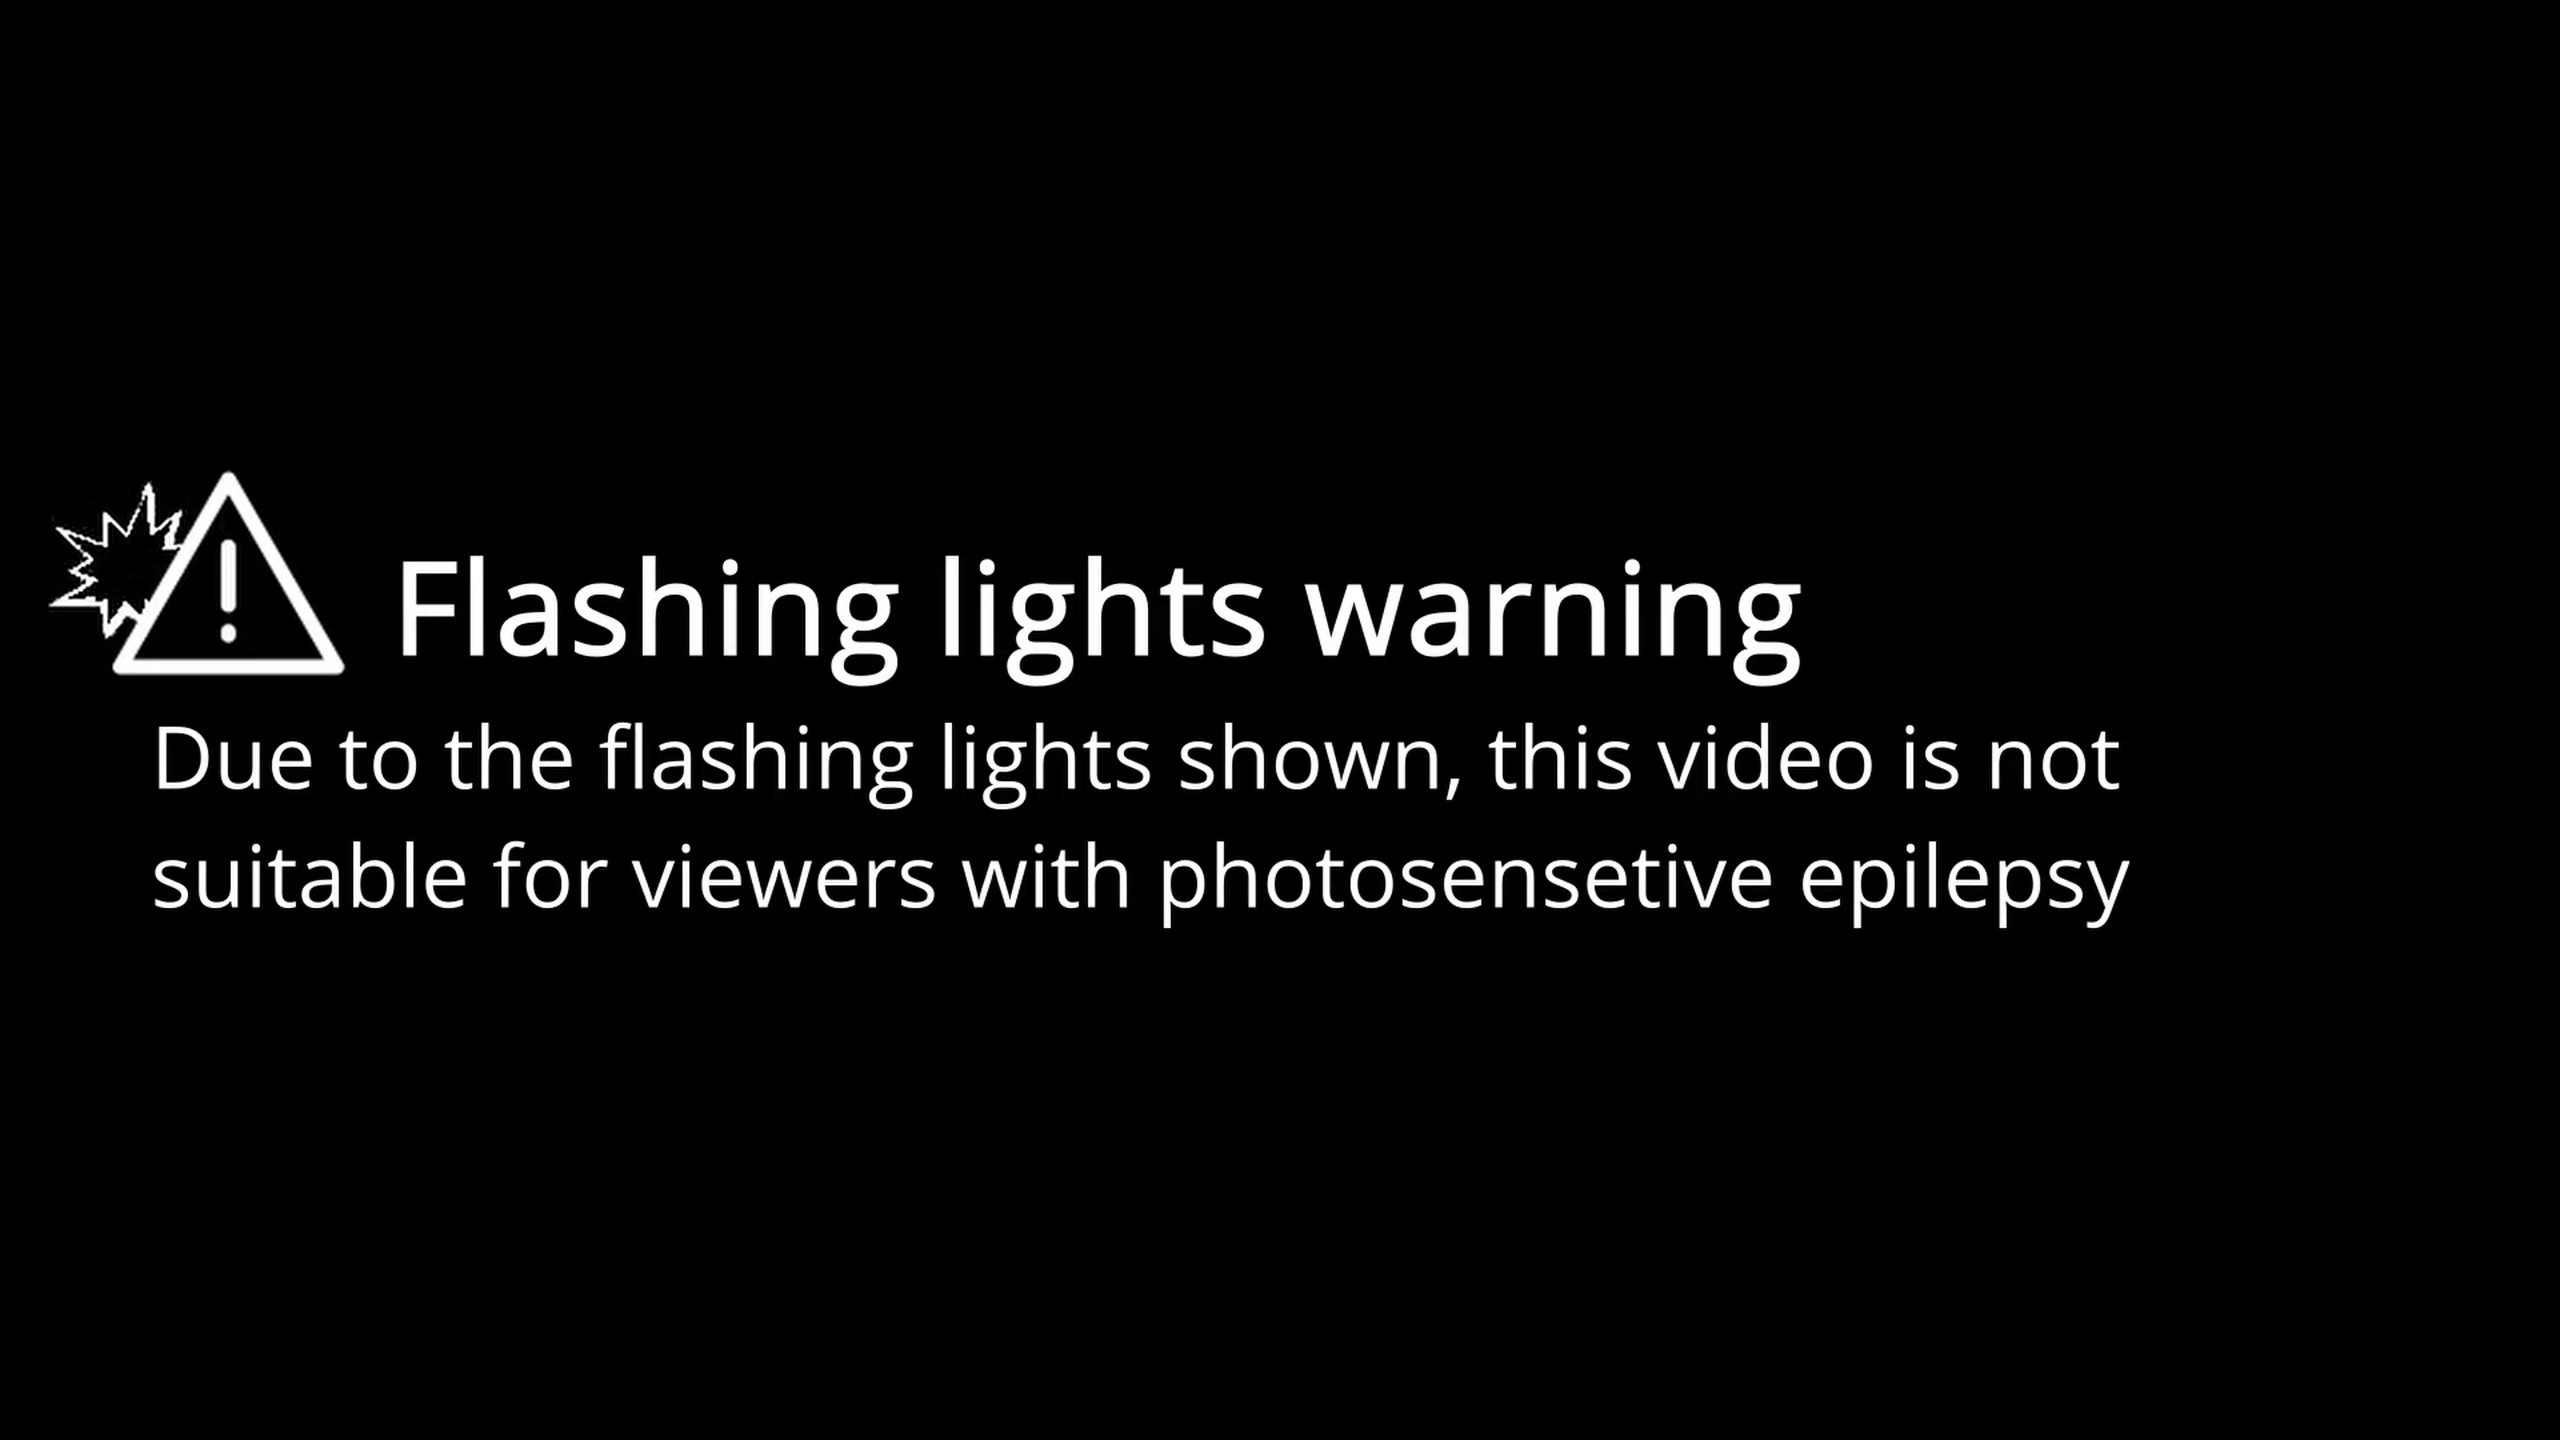 Flashing lights warning
Due to the flashing lights shown, this video is not
suitable for viewers with photosensetive epilepsy